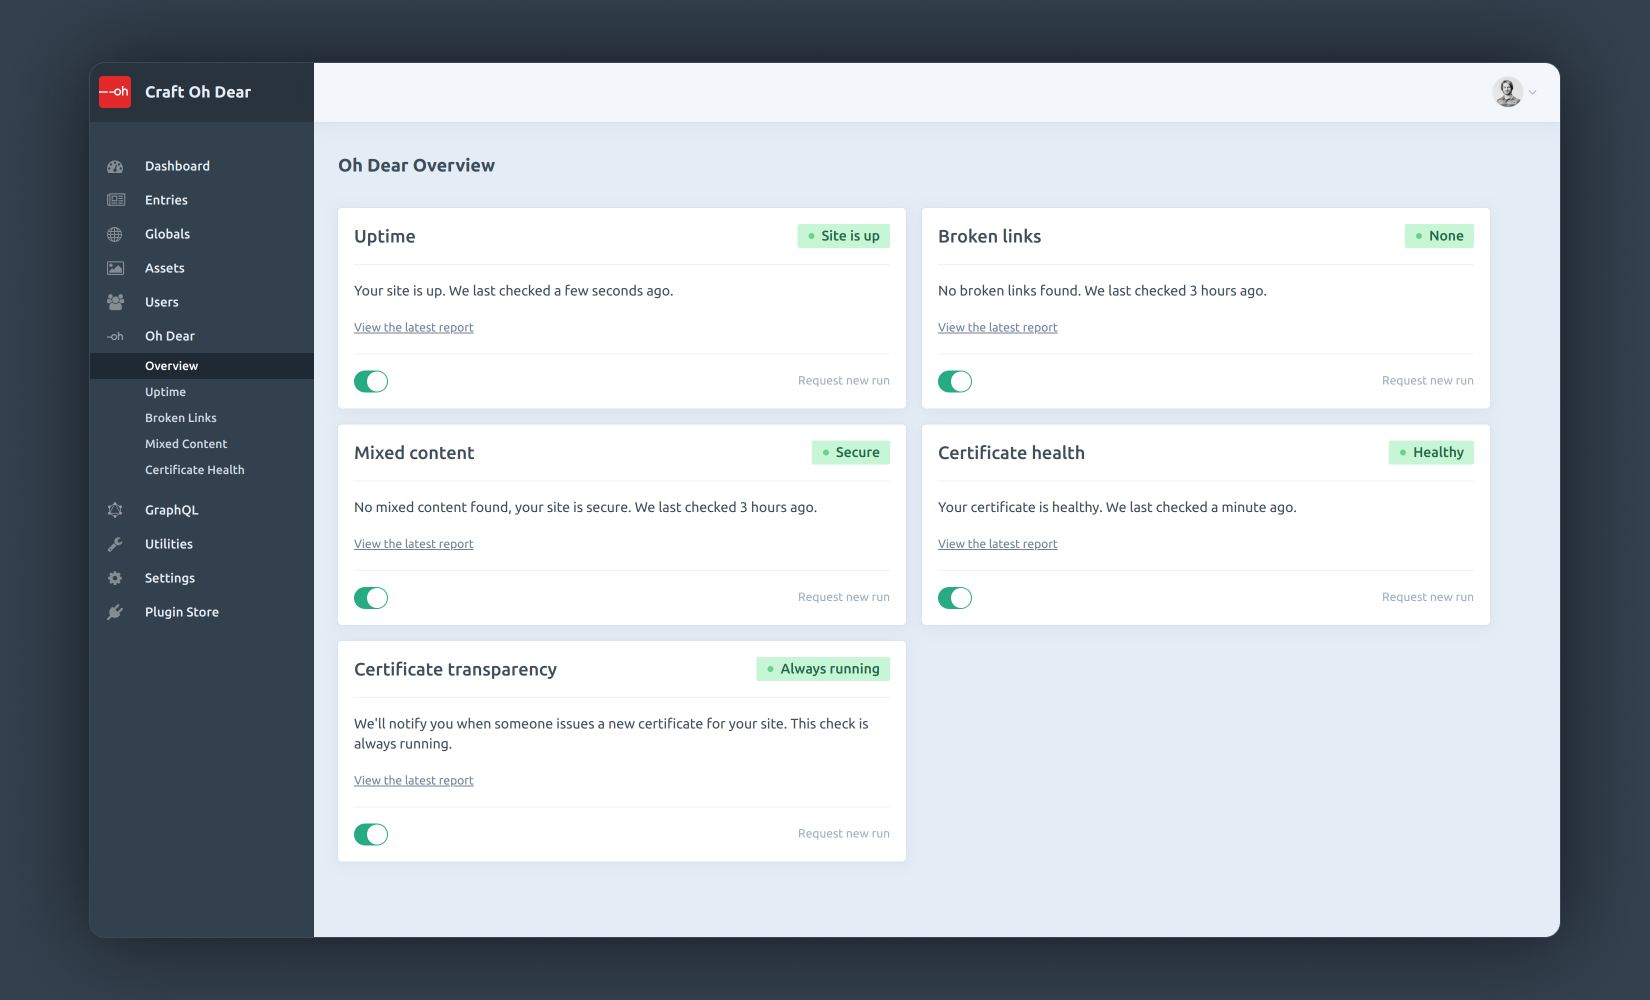 oh
Craft Oh Dear
Dashboard
Entries
Globals
Assets
Users
-oh
Oh Dear
Overview
Uptime
Broken Links
Mixed Content
Certificate Health
GraphQL
Utilities
Settings
Plugin Store
Oh Dear Overview
Uptime
Site is up
Your site is up. We last checked a few seconds ago.
View the latest report
Request new run
Broken links
None
No broken links found. We last checked 3 hours ago.
View the latest report
Request new run
Mixed content
Secure
No mixed content found, your site is secure. We last checked 3 hours ago.
View the latest report
Request new run
Certificate health
Healthy
Your certificate is healthy. We last checked a minute ago.
View the latest report
Request new run
Certificate transparency
Always running
We'll notify you when someone issues a new certificate for your site. This check is
always running.
View the latest report
Request new run